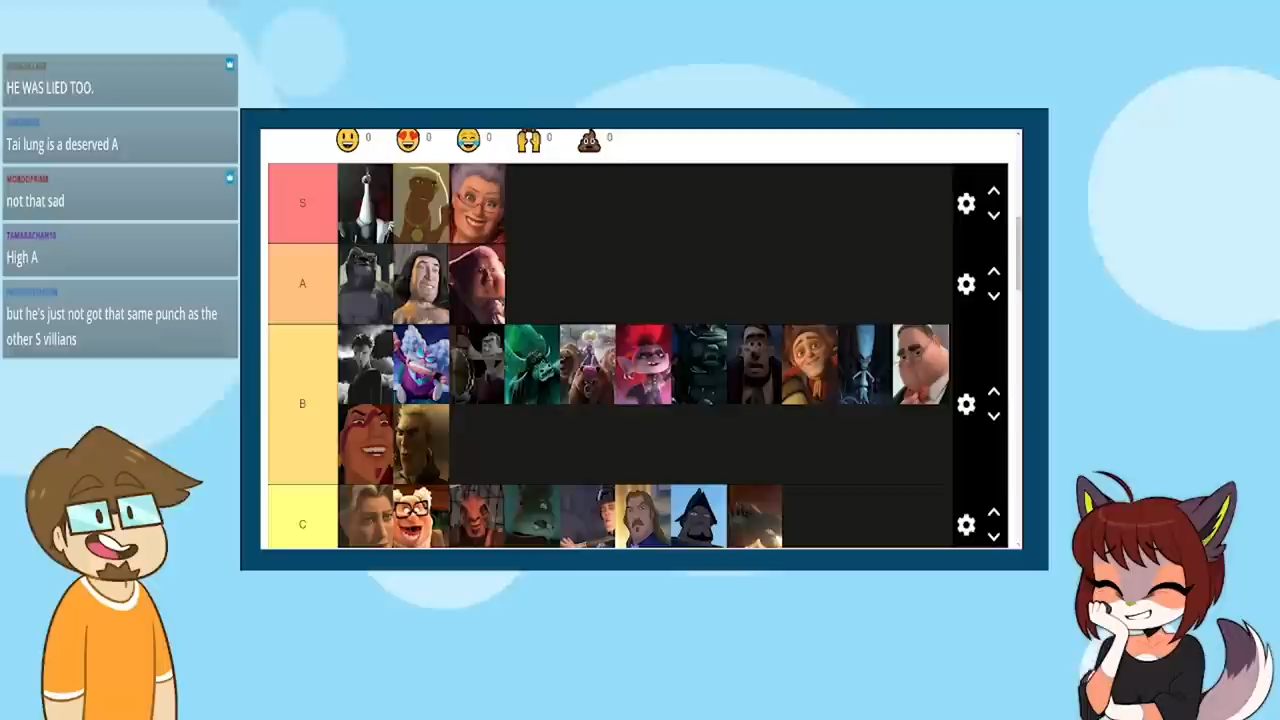 HE WAS LIED TOO.
Tai lung is a deserved A
not that sad
TAMARACHAN10
High A
but he's just not got that same punch as the
other S villians
0
0
0
0
0
S
A
B
C